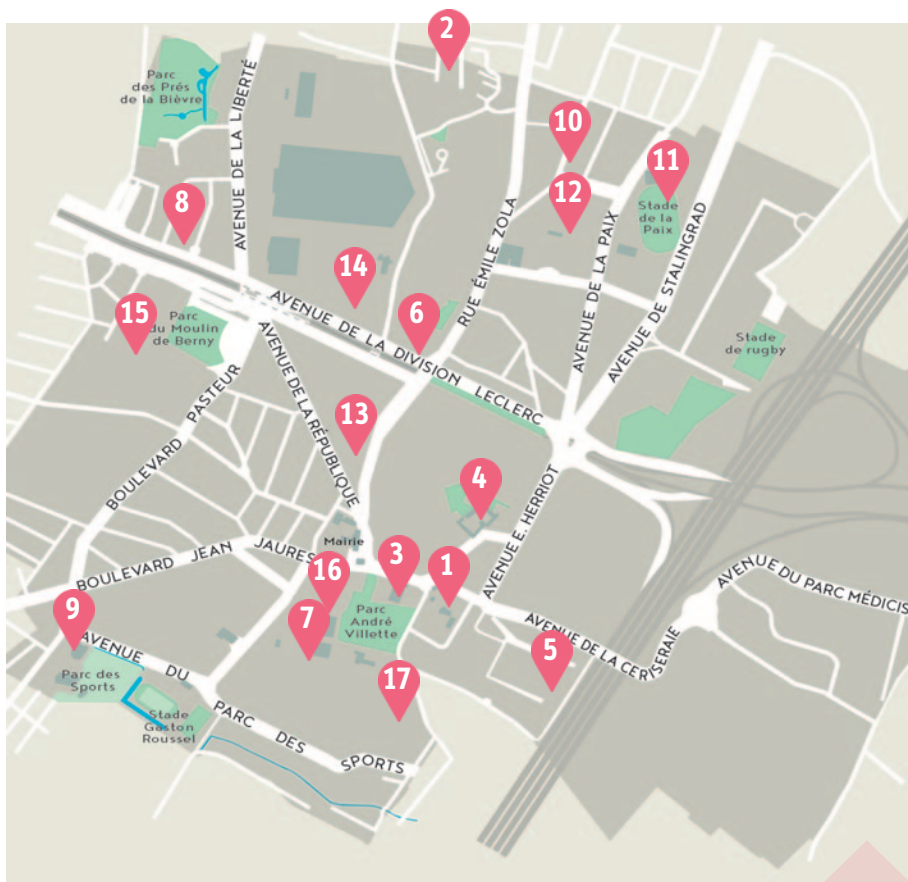 2
Parc
des Prés
de la Bièvre
AVENUE DE LA LIBERTÉ
10
11
12
Stade
de la
Paix
8
RUE ÉMILE ZOLA
AVENUE DE LA PAIX
AVENUE DE STALINGRAD
14
6
AVENUE DE LA DIVISION LECLERC
15
Parc
du Moulin
de Berny
Stade
de rugby
BOULEVARD PASTEUR
AVENUE DE LA RÉPUBLIQUE
13
4
AVENUE E. HERRIOT
Mairie
BOULEVARD JEAN JAURES
16
3
1
AVENUE DU PARC MÉDICIS
7
Parc
André
Villette
AVENUE DE LA CERISERAIE
9
5
17
AVENUE DU PARC DES SPORTS
Parc des
Sports
Stade
Gaston
Roussel